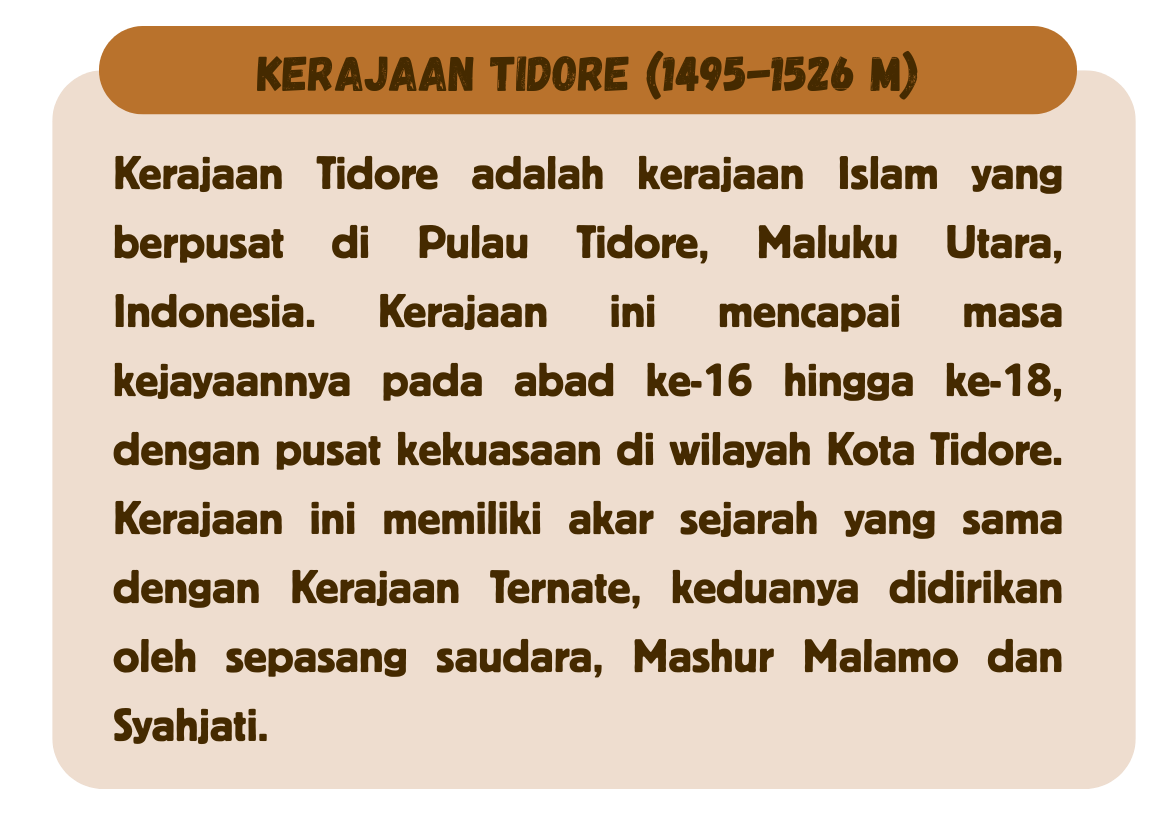 KERAJAAN TIDORE (1495–1526 M)
Kerajaan Tidore adalah kerajaan Islam yang
berpusat di Pulau Tidore, Maluku Utara,
Indonesia. Kerajaan ini mencapai masa
kejayaannya pada abad ke-16 hingga ke-18,
dengan pusat kekuasaan di wilayah Kota Tidore.
Kerajaan ini memiliki akar sejarah yang sama
dengan Kerajaan Ternate, keduanya didirikan
oleh sepasang saudara, Mashur Malamo dan
Syahjati.